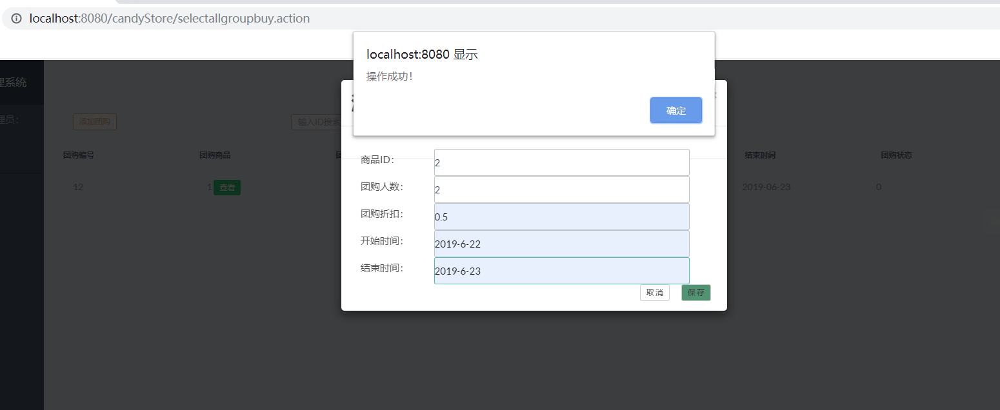 localhost:8080/candyStore/selectallgroupbuy.action
localhost:8080 显示
操作成功！
确定
理系统
理员：
添加团购
输入ID搜索
团购编号 团购商品 结束时间 团购状态
12 1 查看 2019-06-23 0
商品ID： 2
团购人数： 2
团购折扣： 0.5
开始时间： 2019-6-22
结束时间： 2019-6-23
取消 保存